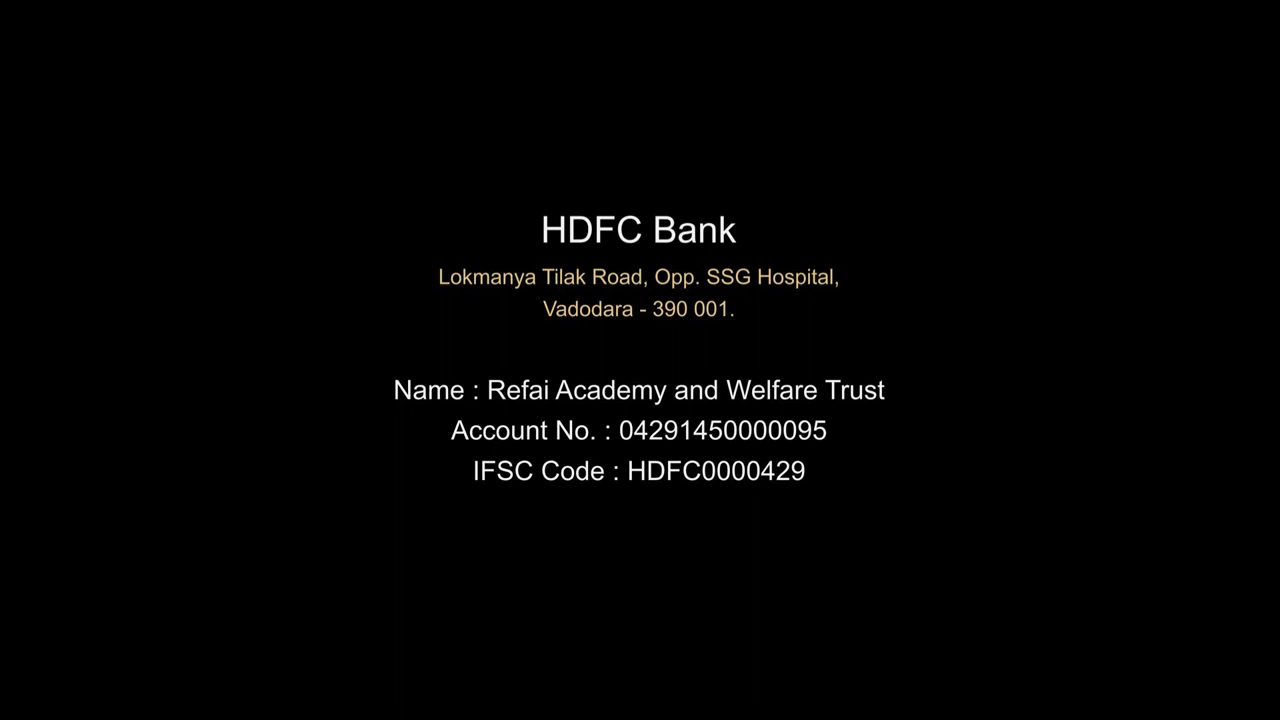 HDFC Bank
Lokmanya Tilak Road, Opp. SSG Hospital,
Vadodara - 390 001.
Name : Refai Academy and Welfare Trust
Account No. : 04291450000095
IFSC Code : HDFC0000429